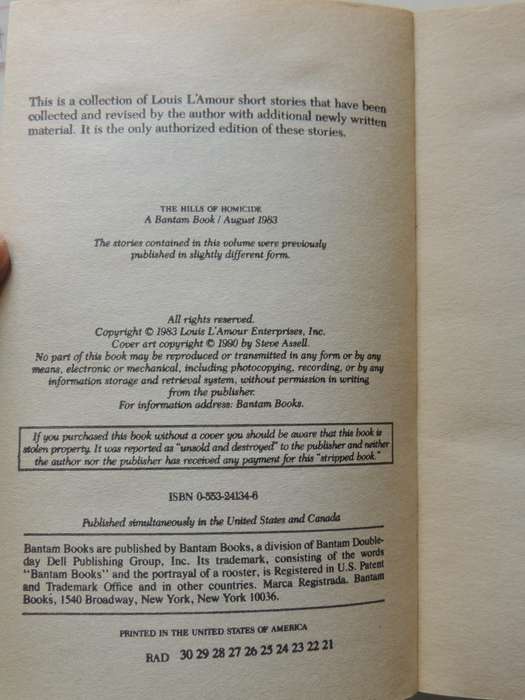 This is a collection of Louis L'Amour short stories that have been
collected and revised by the author with additional newly written
material. It is the only authorized edition of these stories.
THE HILLS OF HOMICIDE
A Bantam Book / August 1983
The stories contained in this volume were previously
published in slightly different form.
All rights reserved.
Copyright © 1983 Louis L'Amour Enterprises, Inc.
Cover art copyright © 1990 by Steve Assell.
No part of this book may be reproduced or transmitted in any form or by any
means, electronic or mechanical, including photocopying, recording, or by any
information storage and retrieval system, without permission in writing
from the publisher.
For information address: Bantam Books.
If you purchased this book without a cover you should be aware that this book is
stolen property. It was reported as "unsold and destroyed" to the publisher and neither
the author nor the publisher has received any payment for this "stripped book."
ISBN 0-553-24134-6
Published simultaneously in the United States and Canada
Bantam Books are published by Bantam Books, a division of Bantam Double-
day Dell Publishing Group, Inc. Its trademark, consisting of the words
"Bantam Books" and the portrayal of a rooster, is Registered in U.S. Patent
and Trademark Office and in other countries. Marca Registrada. Bantam
Books, 1540 Broadway, New York, New York 10036.
PRINTED IN THE UNITED STATES OF AMERICA
RAD 30 29 28 27 26 25 24 23 22 21